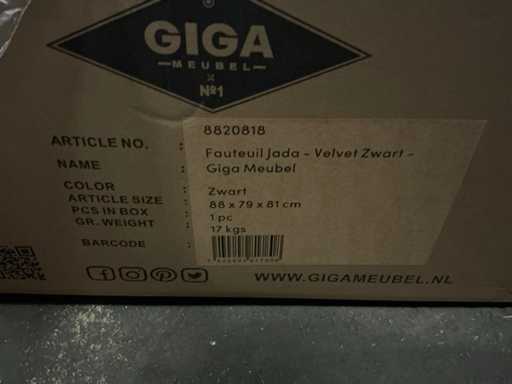 GIGA
MEUBEL
X
Nº1
ARTICLE NO. : 8820818
NAME : Fauteuil Jada - Velvet Zwart - Giga Meubel
COLOR : Zwart
ARTICLE SIZE : 88 x 79 x 81 cm
PCS IN BOX : 1 pc
GR. WEIGHT : 17 kgs
BARCODE :
WWW.GIGAMEUBEL.NL